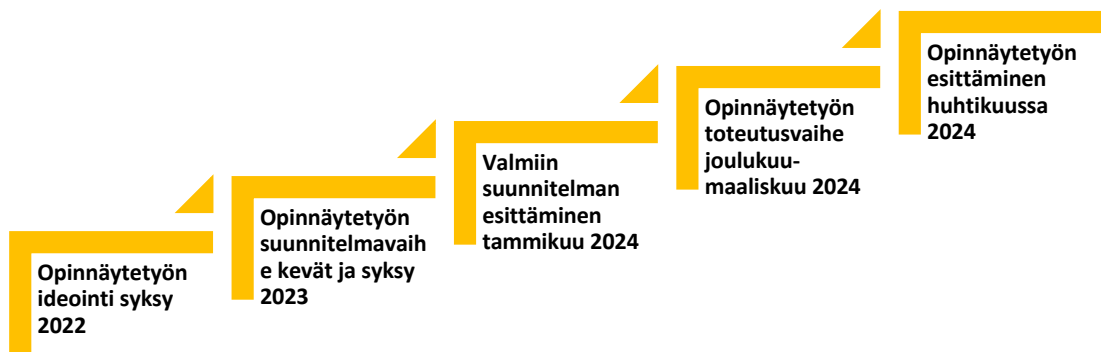 Opinnäytetyön
ideointi syksy
2022
Opinnäytetyön
suunnitelmavaih
e kevät ja syksy
2023
Valmiin
suunnitelman
esittäminen
tammikuu 2024
Opinnäytetyön
toteutusvaihe
joulukuu-
maaliskuu 2024
Opinnäytetyön
esittäminen
huhtikuussa
2024